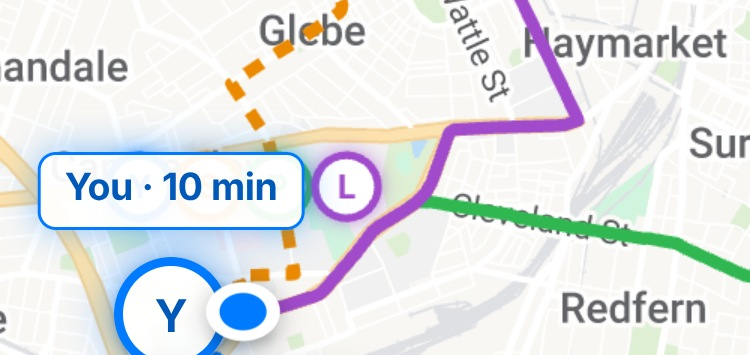 Glebe
Wattle St
Haymarket
andale
Sur
You · 10 min
L
Cleveland St
Y
Redfern
e